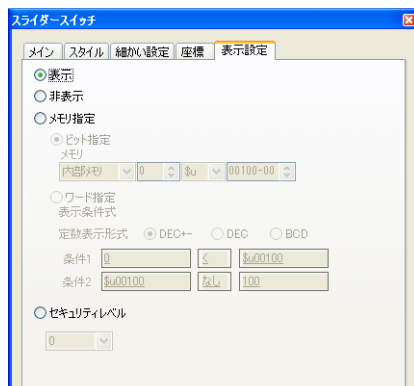 スライダースイッチ
メイン スタイル 細かい設定 座標 表示設定
表示
非表示
メモリ指定
ビット指定
メモリ
内部メモリ 0 $u 00100-00
ワード指定
表示条件式
定数表示形式 DEC+- DEC BCD
条件1 0 < $u00100
条件2 $u00100 なし 100
セキュリティレベル
0